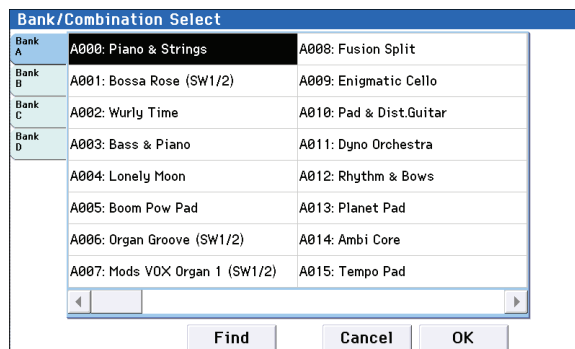 Bank/Combination Select
Bank
A
Bank
B
Bank
C
Bank
D
A000: Piano & Strings
A001: Bossa Rose (SW1/2)
A002: Wurly Time
A003: Bass & Piano
A004: Lonely Moon
A005: Boom Pow Pad
A006: Organ Groove (SW1/2)
A007: Mods VOX Organ 1 (SW1/2)
A008: Fusion Split
A009: Enigmatic Cello
A010: Pad & Dist.Guitar
A011: Dyno Orchestra
A012: Rhythm & Bows
A013: Planet Pad
A014: Ambi Core
A015: Tempo Pad
Find
Cancel
OK